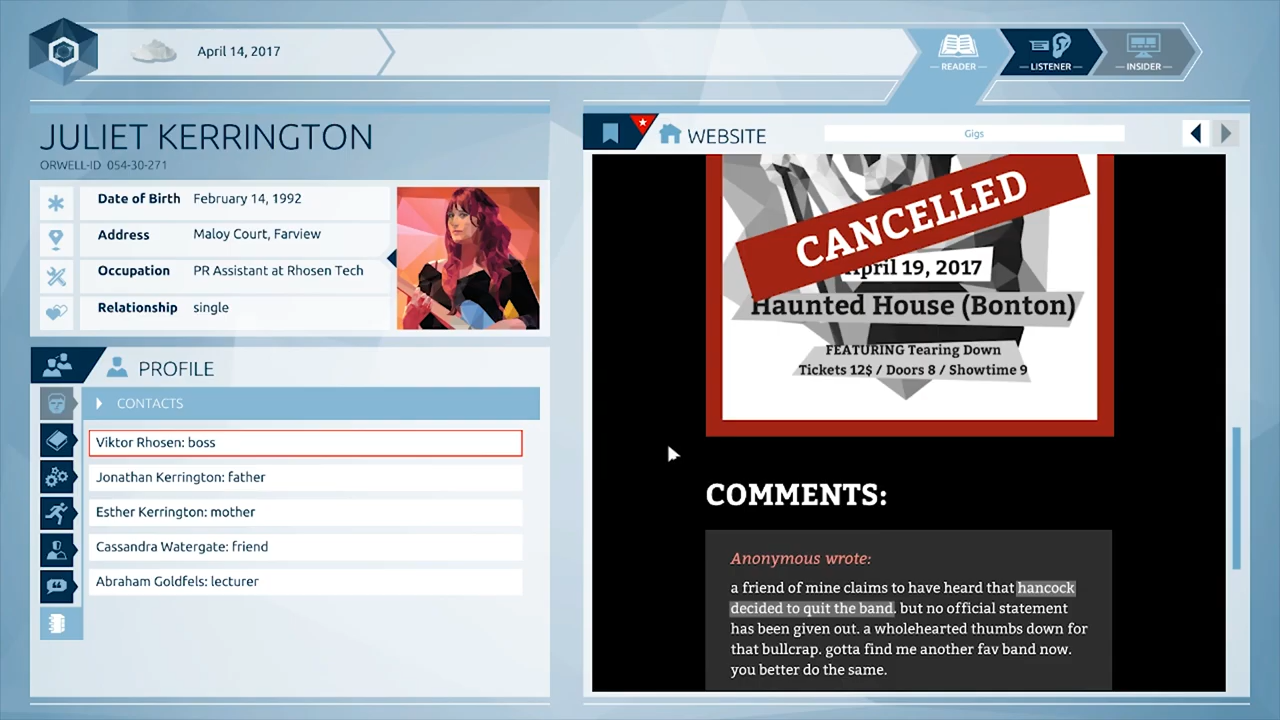 April 14, 2017
READER
LISTENER
INSIDER
JULIET KERRINGTON
ORWELL-ID 054-30-271
Date of Birth February 14, 1992
Address Maloy Court, Farview
Occupation PR Assistant at Rhosen Tech
Relationship single
PROFILE
CONTACTS
Viktor Rhosen: boss
Jonathan Kerrington: father
Esther Kerrington: mother
Cassandra Watergate: friend
Abraham Goldfels: lecturer
WEBSITE
Gigs
CANCELLED
April 19, 2017
Haunted House (Bonton)
FEATURING Tearing Down
Tickets 12$ / Doors 8 / Showtime 9
COMMENTS:
Anonymous wrote:
a friend of mine claims to have heard that hancock
decided to quit the band. but no official statement
has been given out. a wholehearted thumbs down for
that bullcrap. gotta find me another fav band now.
you better do the same.